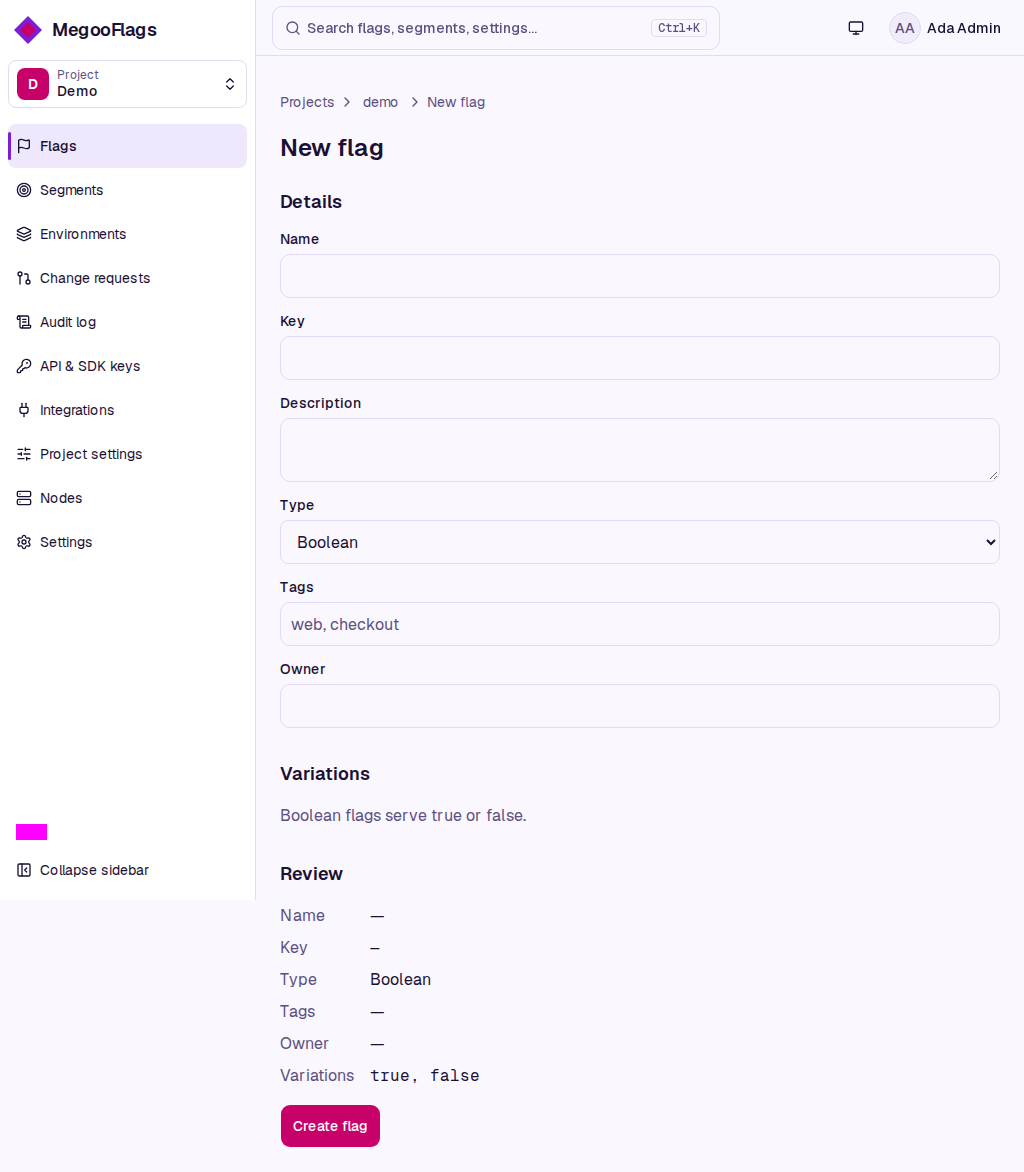 MegooFlags
Search flags, segments, settings...
Ctrl+K
AA
Ada Admin
D
Project
Demo
Flags
Segments
Environments
Change requests
Audit log
API & SDK keys
Integrations
Project settings
Nodes
Settings
Collapse sidebar
Projects > demo > New flag
New flag
Details
Name
Key
Description
Type
Boolean
Tags
web, checkout
Owner
Variations
Boolean flags serve true or false.
Review
Name —
Key –
Type Boolean
Tags —
Owner —
Variations true, false
Create flag